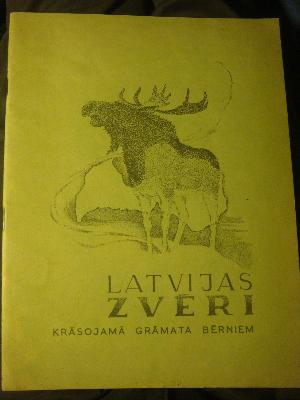 LATVIJAS
ZVĒRI
KRĀSOJAMĀ GRĀMATA BĒRNIEM